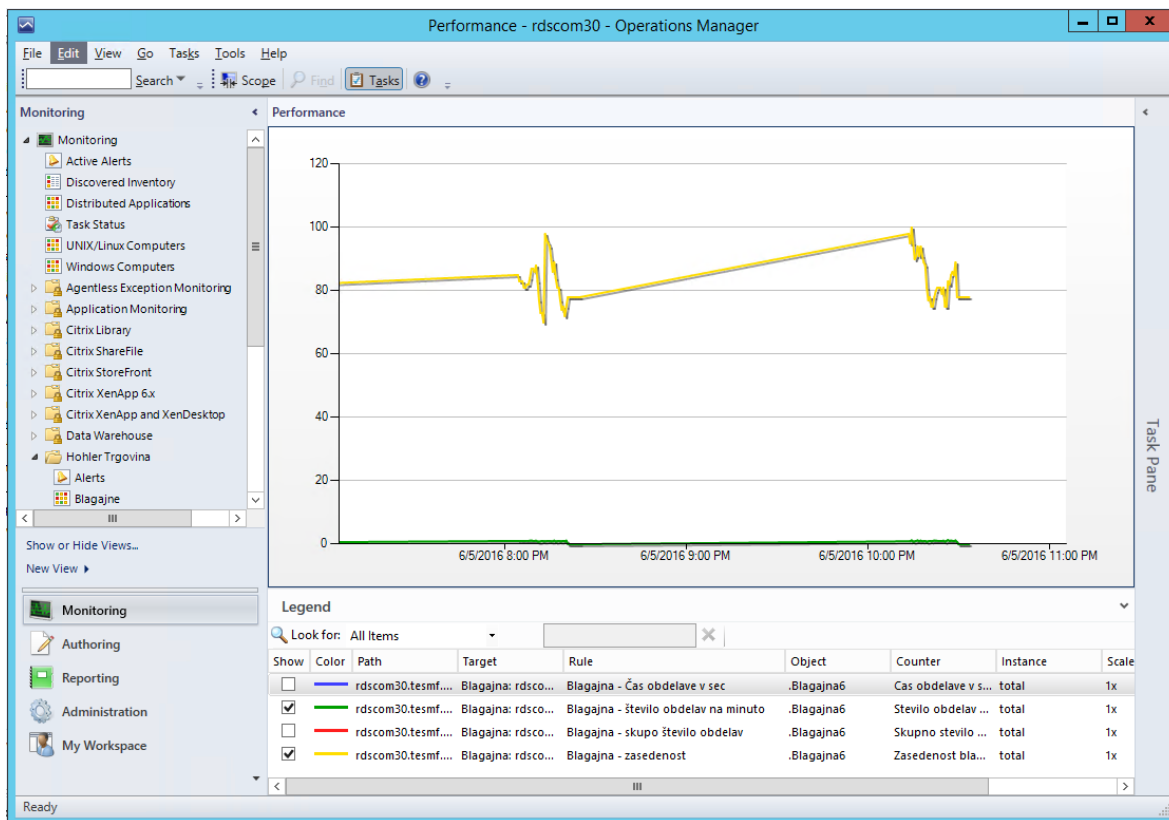 Performance - rdscom30 - Operations Manager
File Edit View Go Tasks Tools Help
Search Scope Find Tasks
Monitoring
Monitoring
Active Alerts
Discovered Inventory
Distributed Applications
Task Status
UNIX/Linux Computers
Windows Computers
Agentless Exception Monitoring
Application Monitoring
Citrix Library
Citrix ShareFile
Citrix StoreFront
Citrix XenApp 6.x
Citrix XenApp and XenDesktop
Data Warehouse
Hohler Trgovina
Alerts
Blagajne
Show or Hide Views...
New View
Monitoring
Authoring
Reporting
Administration
My Workspace
Performance
120
100
80
60
40
20
0
6/5/2016 8:00 PM 6/5/2016 9:00 PM 6/5/2016 10:00 PM 6/5/2016 11:00 PM
Task Pane
Legend
Look for: All Items
Show Color Path Target Rule Object Counter Instance Scale
rdscom30.tesmf.... Blagajna: rdsco... Blagajna - Čas obdelave v sec .Blagajna6 Cas obdelave v s... total 1x
rdscom30.tesmf.... Blagajna: rdsco... Blagajna - število obdelav na minuto .Blagajna6 Stevilo obdelav ... total 1x
rdscom30.tesmf.... Blagajna: rdsco... Blagajna - skupo število obdelav .Blagajna6 Skupno stevilo ... total 1x
rdscom30.tesmf.... Blagajna: rdsco... Blagajna - zasedenost .Blagajna6 Zasedenost bla... total 1x
Ready